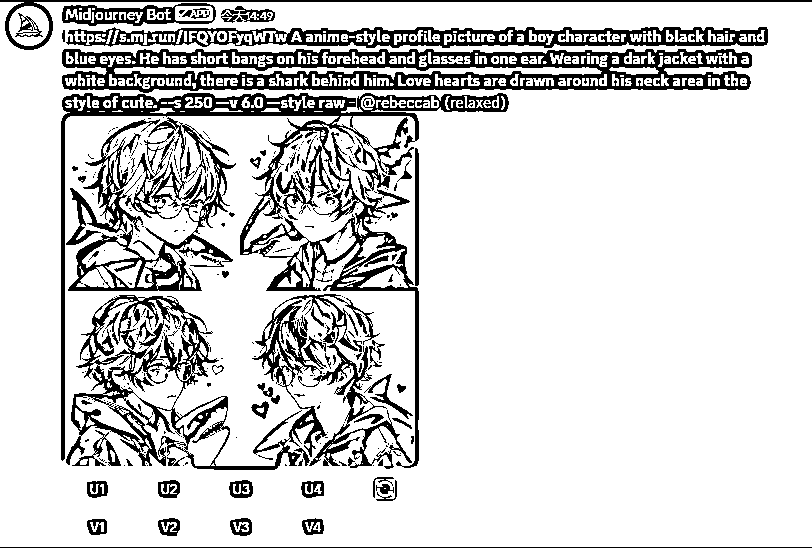 Midjourney Bot ✓ APP 今天14:49
https://s.mj.run/IFQYOFyqWTw A anime-style profile picture of a boy character with black hair and
blue eyes. He has short bangs on his forehead and glasses in one ear. Wearing a dark jacket with a
white background, there is a shark behind him. Love hearts are drawn around his neck area in the
style of cute. --s 250 --v 6.0 --style raw - @rebeccab (relaxed)
U1 U2 U3 U4
V1 V2 V3 V4